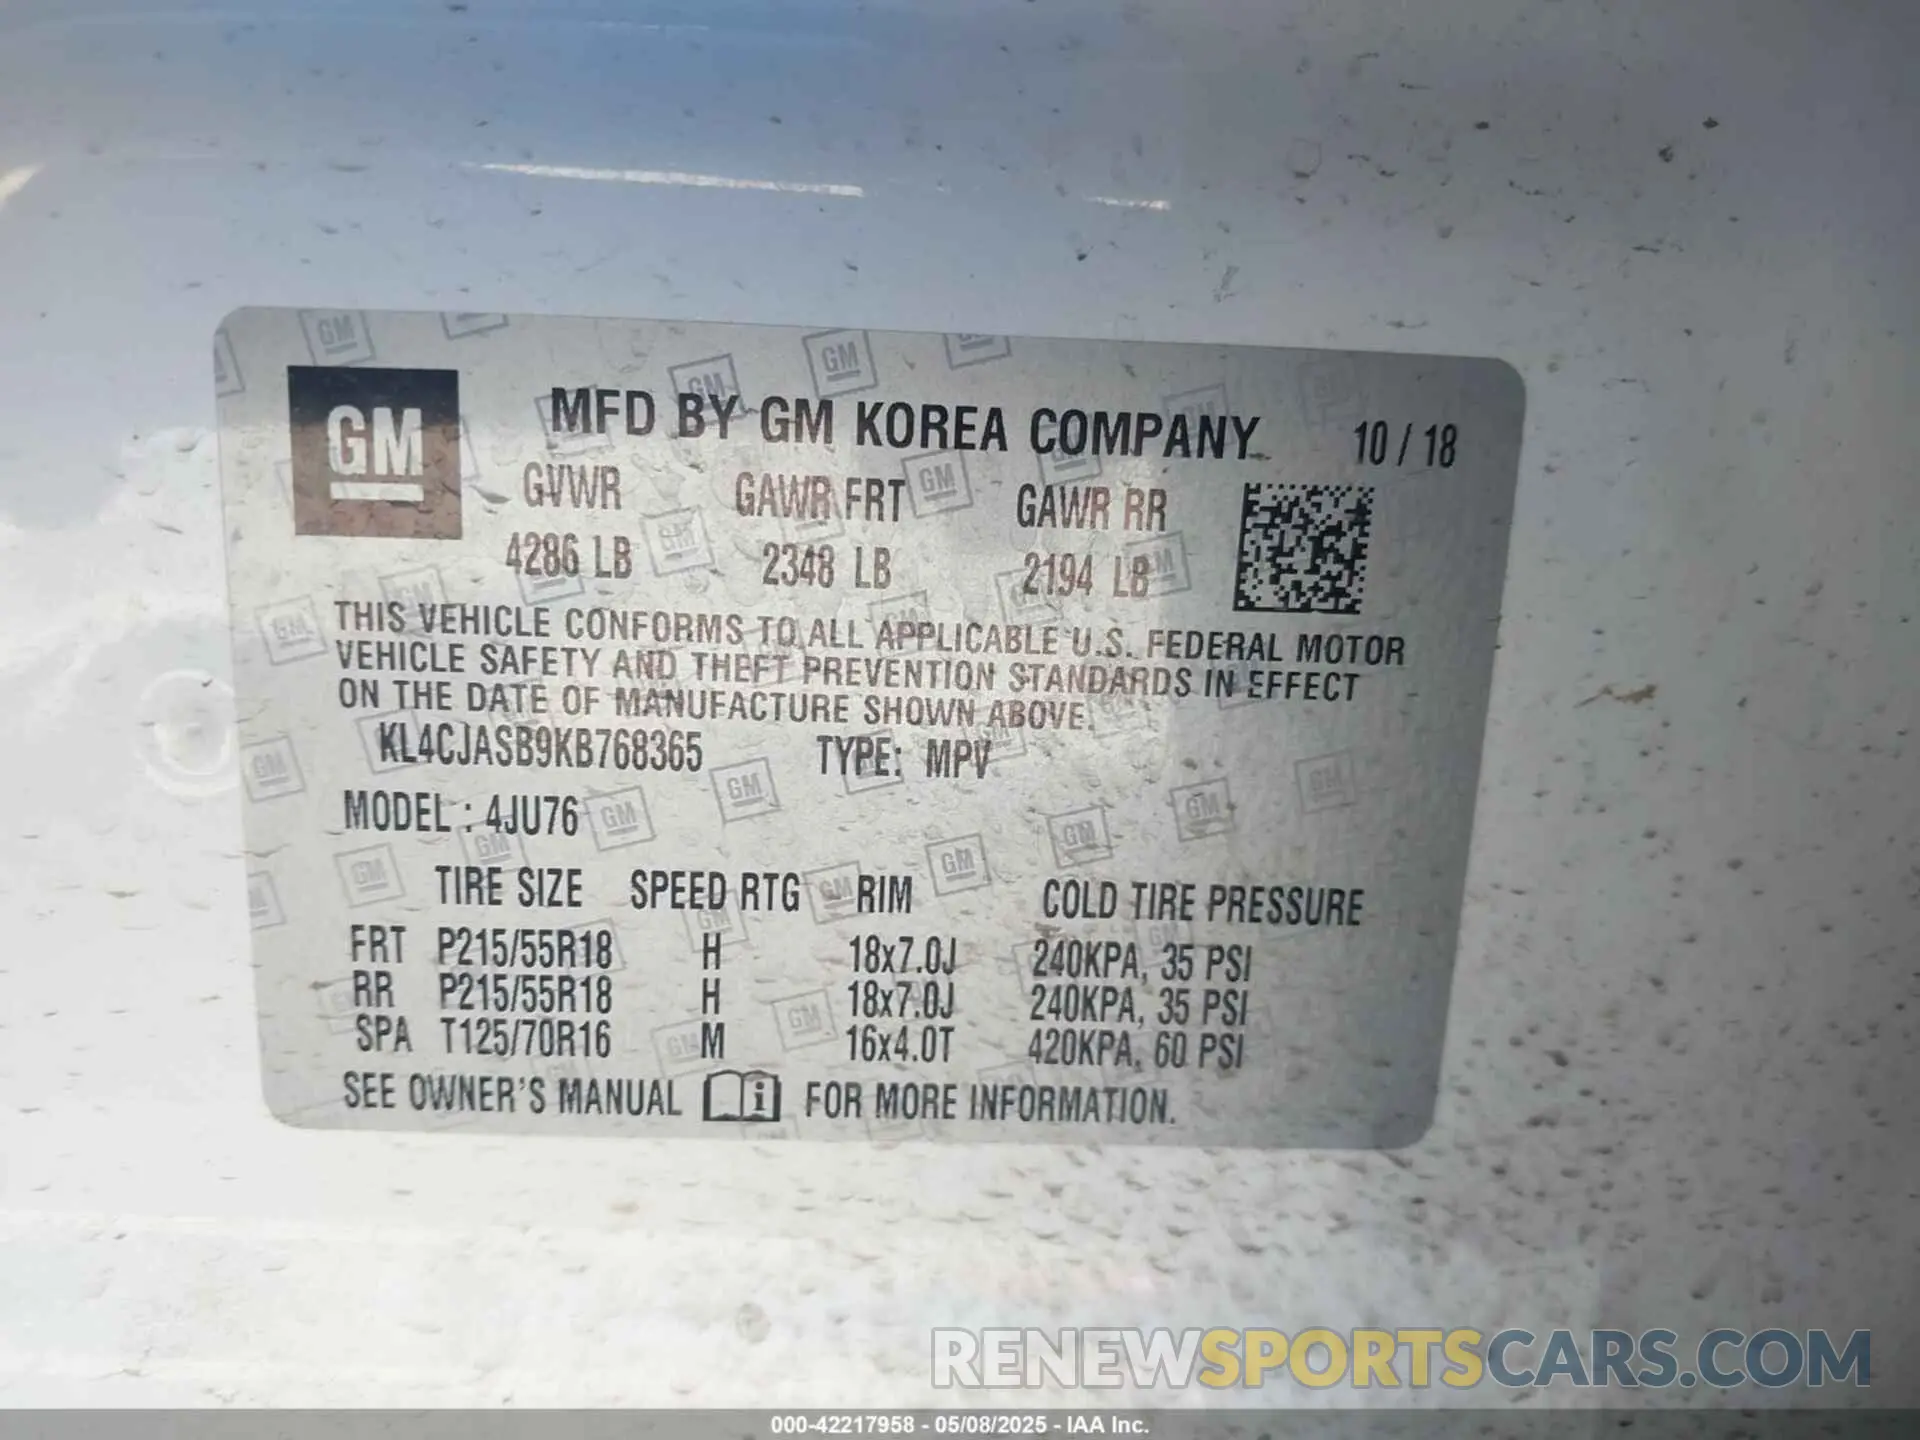 GM
MFD BY GM KOREA COMPANY 10 / 18
GVWR GAWR FRT GAWR RR
4286 LB 2348 LB 2194 LB
THIS VEHICLE CONFORMS TO ALL APPLICABLE U.S. FEDERAL MOTOR
VEHICLE SAFETY AND THEFT PREVENTION STANDARDS IN EFFECT
ON THE DATE OF MANUFACTURE SHOWN ABOVE.
KL4CJASB9KB768365 TYPE: MPV
MODEL : 4JU76
TIRE SIZE SPEED RTG RIM COLD TIRE PRESSURE
FRT P215/55R18 H 18x7.0J 240KPA, 35 PSI
RR P215/55R18 H 18x7.0J 240KPA, 35 PSI
SPA T125/70R16 M 16x4.0T 420KPA, 60 PSI
SEE OWNER'S MANUAL i FOR MORE INFORMATION.
RENEWSPORTSCARS.COM
000-42217958 - 05/08/2025 - IAA Inc.